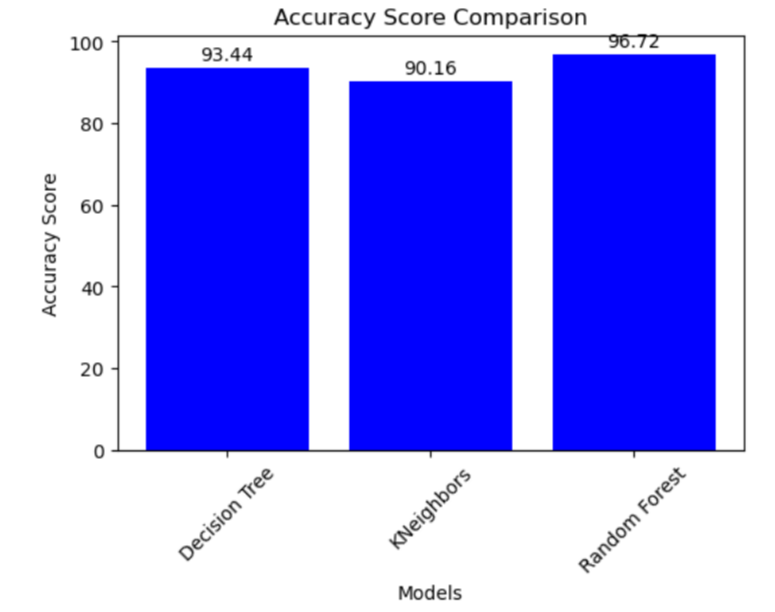 Accuracy Score Comparison
100
80
60
40
20
0
Accuracy Score
93.44
90.16
96.72
Decision Tree
KNeighbors
Random Forest
Models